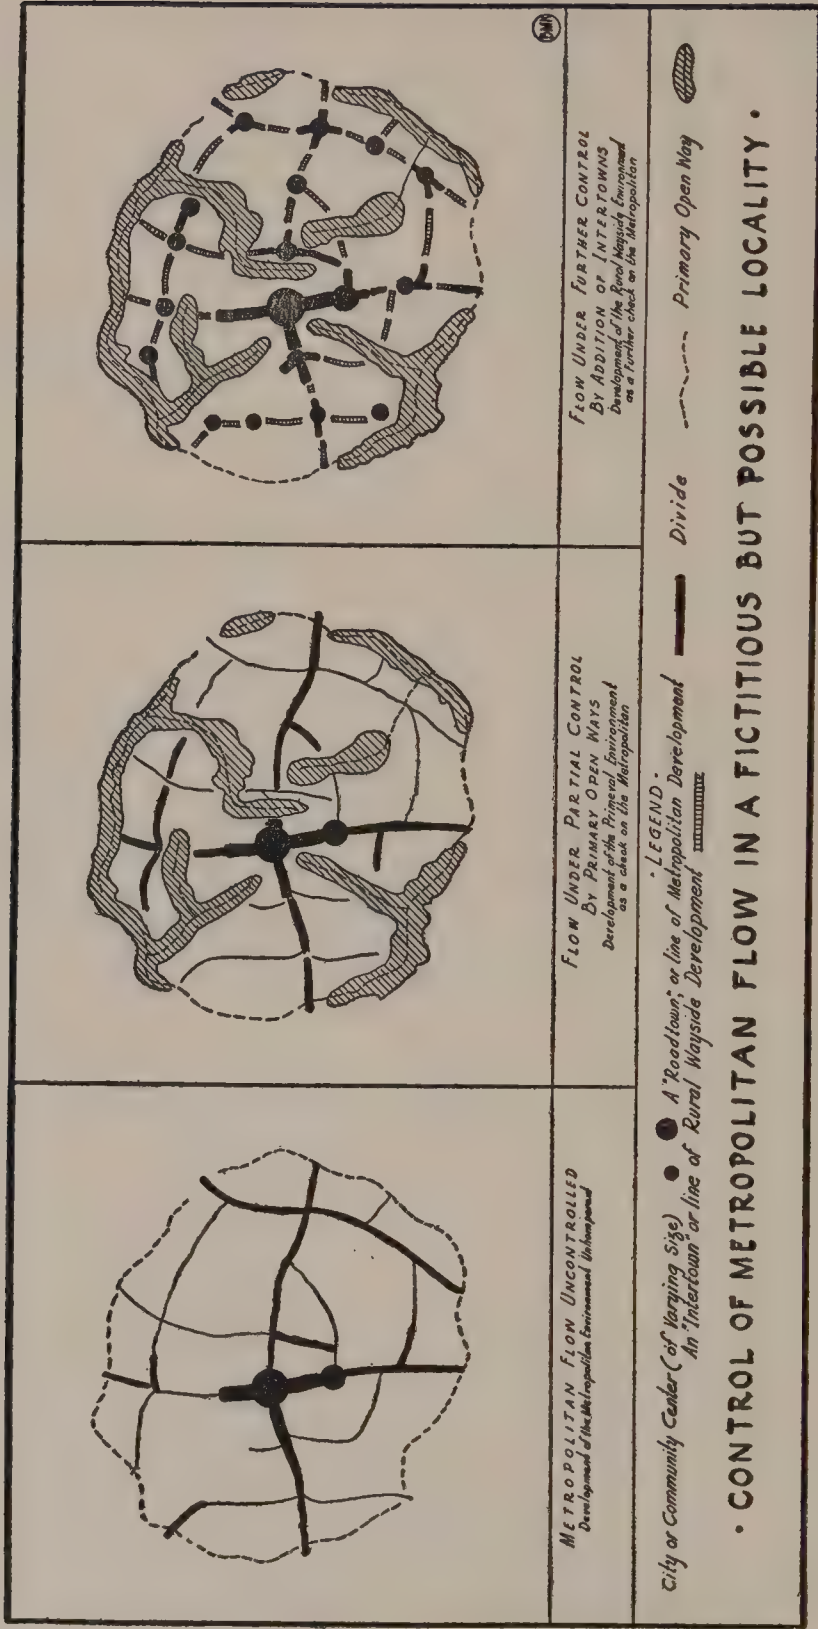 METROPOLITAN FLOW UNCONTROLLED
Development of the Metropolitan Environment Unhampered
FLOW UNDER PARTIAL CONTROL
BY PRIMARY OPEN WAYS
Development of the Primeval Environment
as a check on the Metropolitan
FLOW UNDER FURTHER CONTROL
BY ADDITION OF INTERTOWNS
Development of the Rural Wayside Environment
as a further check on the Metropolitan
· LEGEND ·
City or Community Center (of Varying Size)
A "Roadtown", or line of Metropolitan Development
Divide
Primary Open Way
An "Intertown" or line of Rural Wayside Development
· CONTROL OF METROPOLITAN FLOW IN A FICTITIOUS BUT POSSIBLE LOCALITY ·